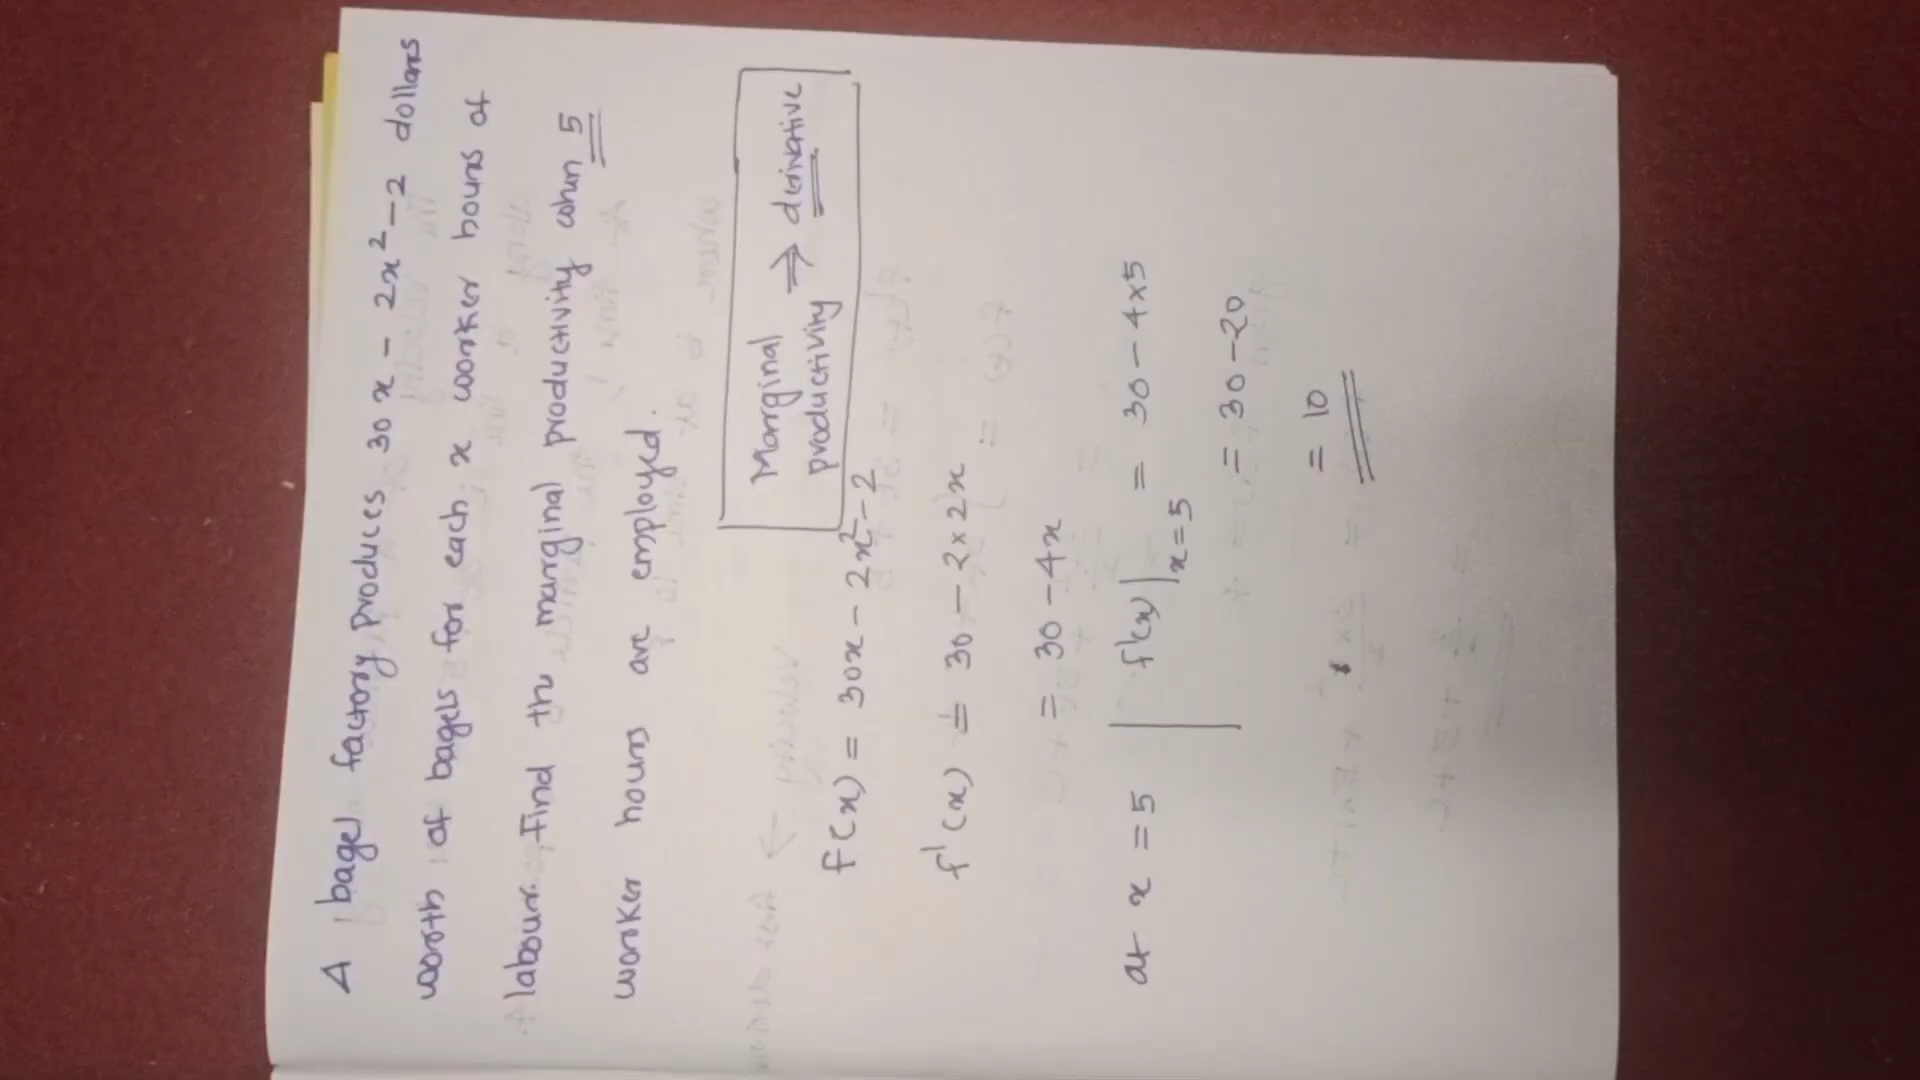 A bagel factory produces 30x - 2x² - 2 dollars
worth of bagels for each x worker hours of
labour. Find the marginal productivity when 5
worker hours are employed.
Marginal
productivity ⇒ derivative
f(x) = 30x - 2x² - 2
f'(x) = 30 - 2×2x
= 30 - 4x
at x = 5 | f'(x)|x=5 = 30 - 4×5
= 30 - 20
= 10